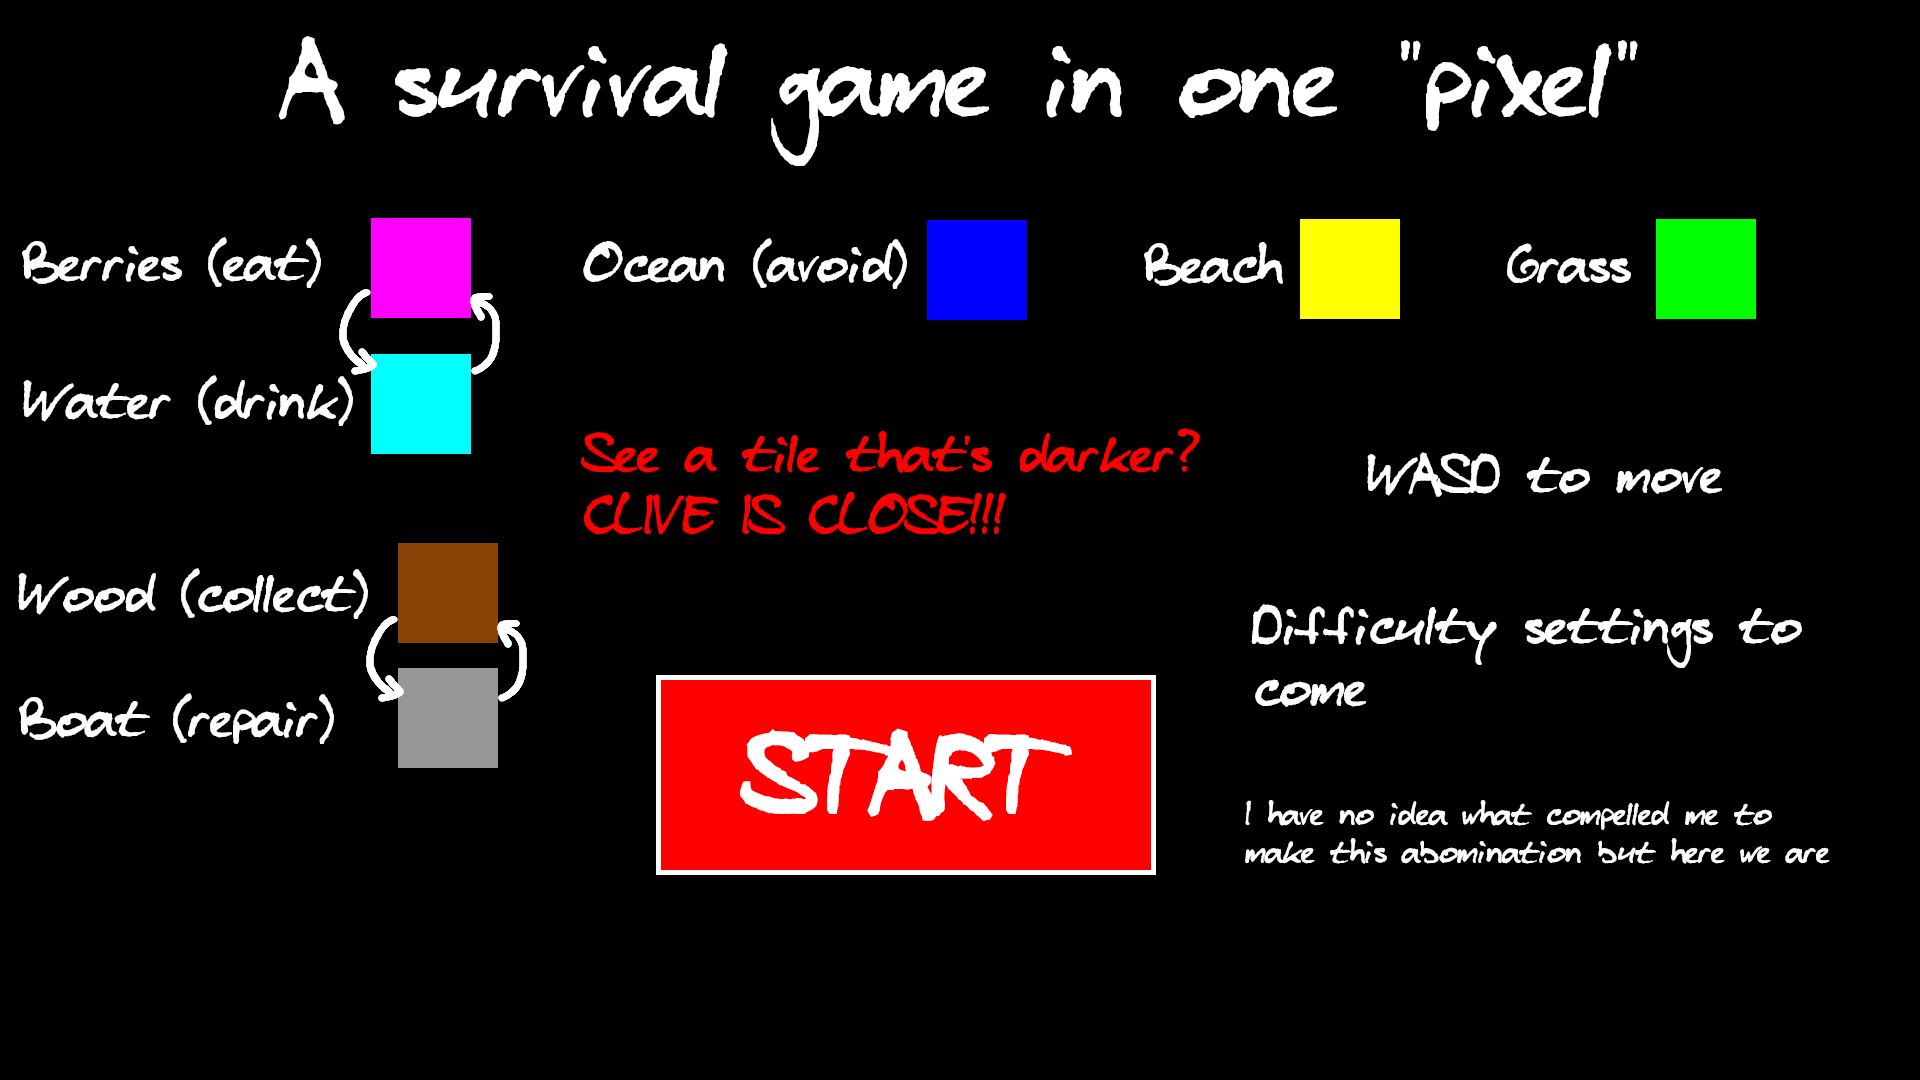 A survival game in one "pixel"
Berries (eat)
Ocean (avoid)
Beach
Grass
Water (drink)
See a tile that's darker?
CLIVE IS CLOSE!!!
WASD to move
Wood (collect)
Difficulty settings to
come
Boat (repair)
START
I have no idea what compelled me to
make this abomination but here we are